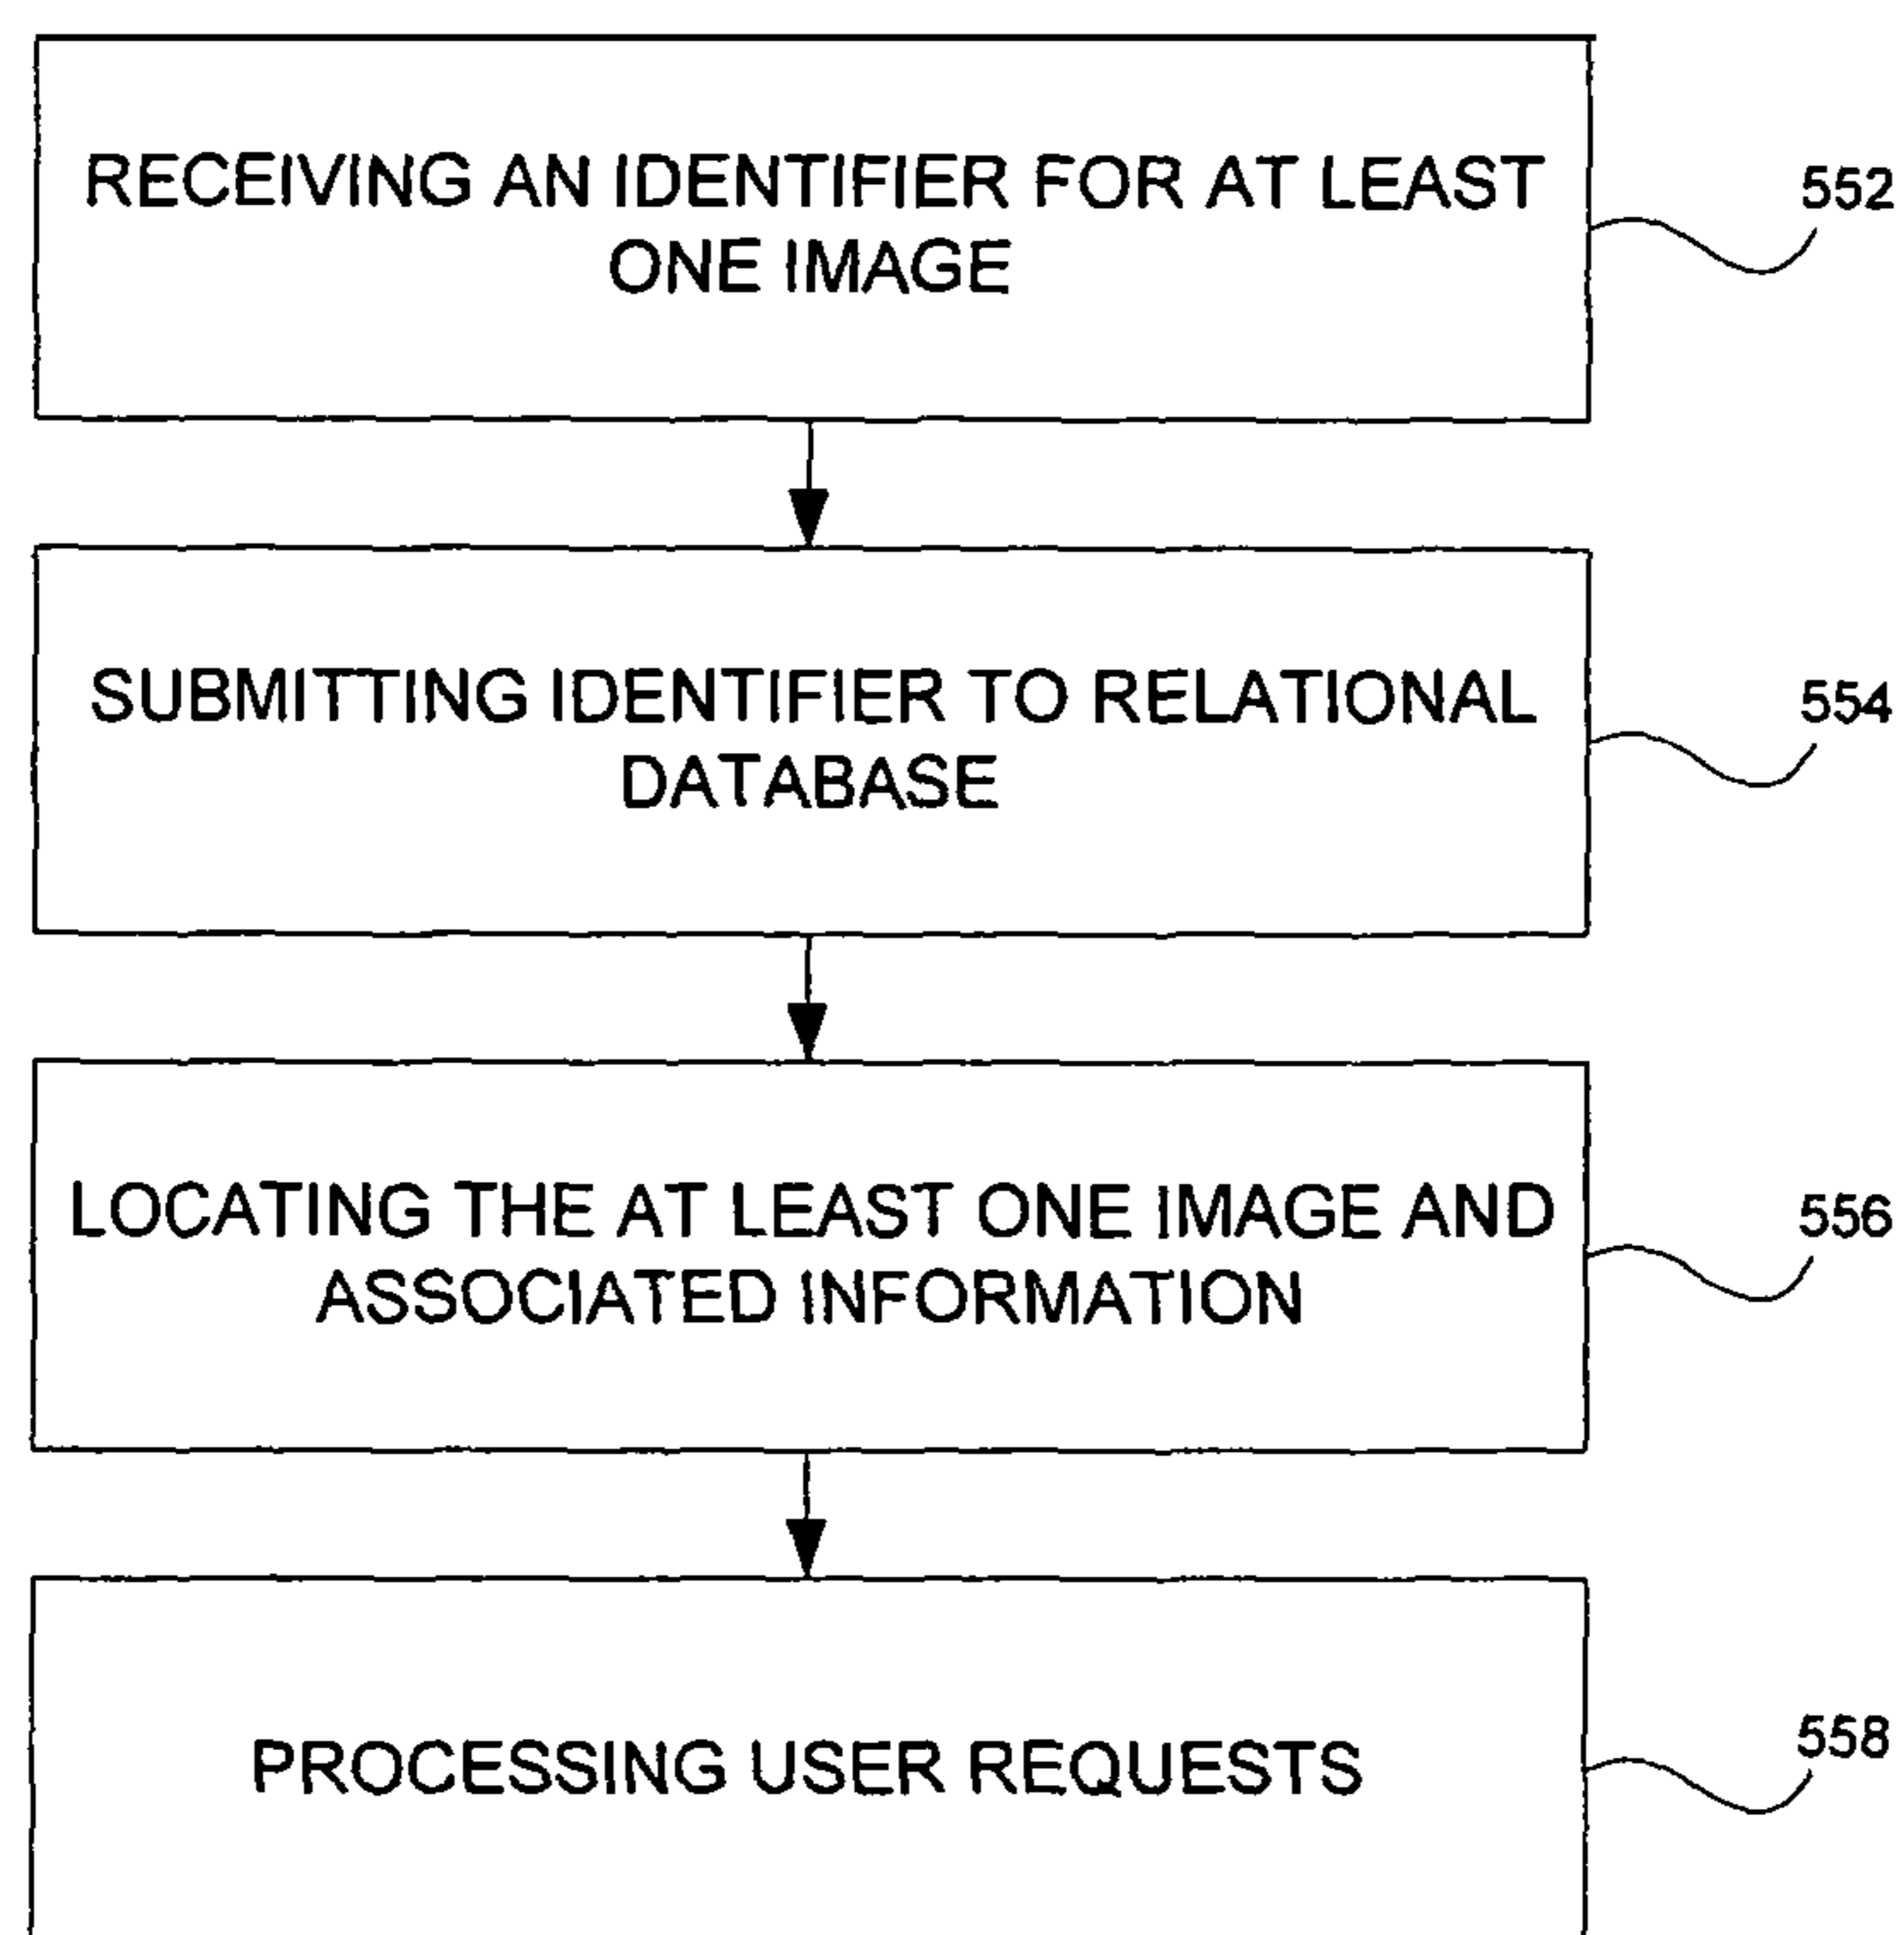 RECEIVING AN IDENTIFIER FOR AT LEAST
ONE IMAGE
552
SUBMITTING IDENTIFIER TO RELATIONAL
DATABASE
554
LOCATING THE AT LEAST ONE IMAGE AND
ASSOCIATED INFORMATION
556
PROCESSING USER REQUESTS
558